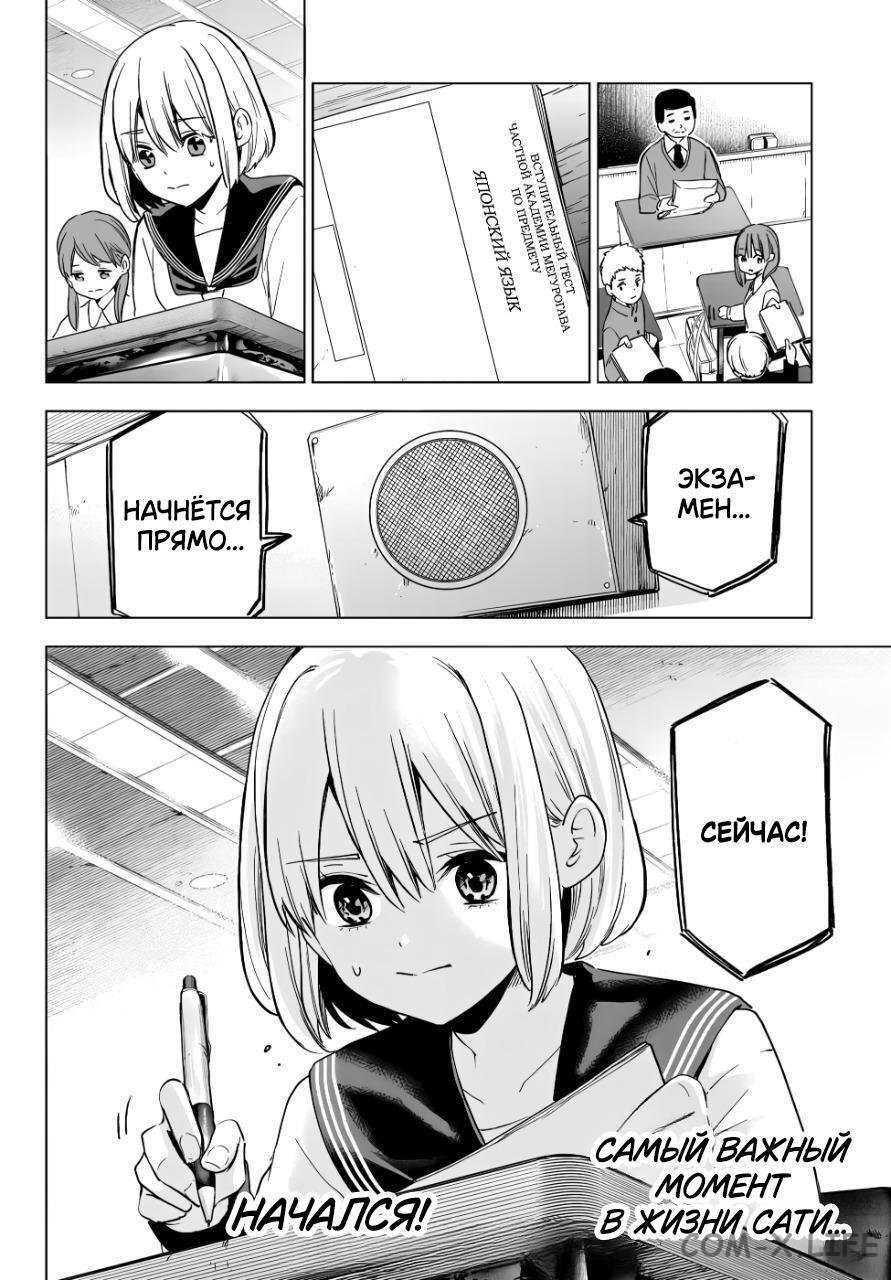 ВСТУПИТЕЛЬНЫЙ ТЕСТ
ЧАСТНОЙ АКАДЕМИИ МЕГУРОГАВА
ПО ПРЕДМЕТУ
ЯПОНСКИЙ ЯЗЫК
ЭКЗА-
МЕН...
НАЧНЁТСЯ
ПРЯМО...
СЕЙЧАС!
САМЫЙ ВАЖНЫЙ
МОМЕНТ
В ЖИЗНИ САТИ...
НАЧАЛСЯ!
COM-X.LIFE